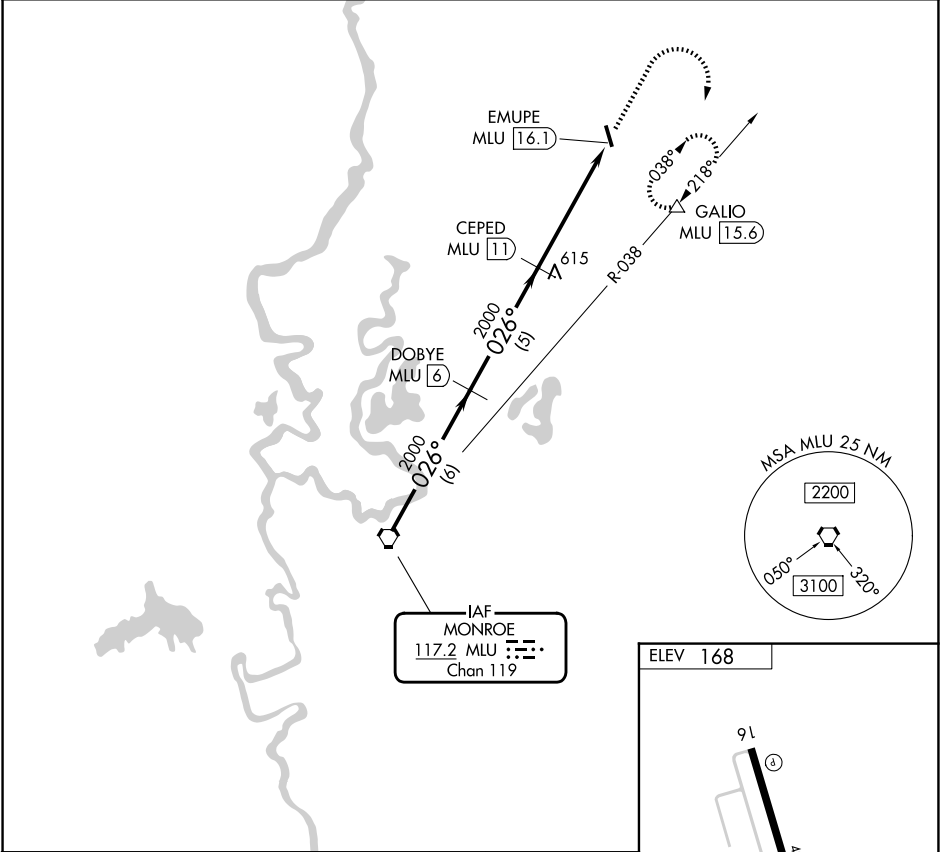 EMUPE
MLU 16.1
038°
218°
GALIO
MLU 15.6
CEPED
MLU 11
615
R-038
2000
026°
(5)
DOBYE
MLU 6
2000
026°
(6)
MSA MLU 25 NM
2200
050°
320°
3100
IAF
MONROE
117.2 MLU
Chan 119
ELEV 168
16
P
A